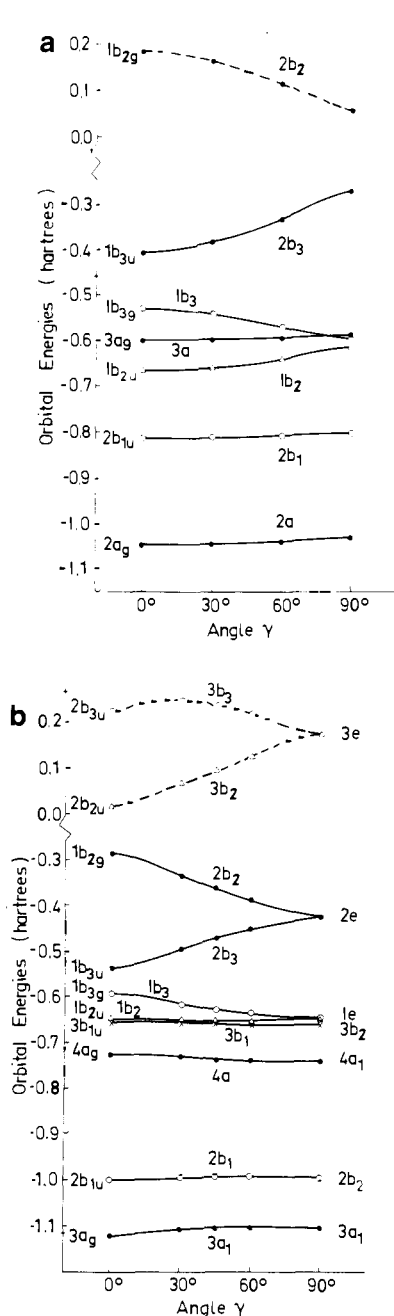 a
0.2
1b2g
2b2
0.1
0.0
-0.3
-0.4
1b3u
2b3
-0.5
1b3g
1b3
-0.6
3ag
3a
1b2u
1b2
-0.7
-0.8
2b1u
2b1
-0.9
-1.0
2ag
2a
-1.1
Orbital Energies (hartrees)
0° 30° 60° 90°
Angle γ
b
2b3u
3b3
0.2
3e
0.1
3b2
2b2u
0.0
1b2g
-0.3
2b2
-0.4
2e
-0.5
1b3u
2b3
1b3g
1b3
-0.6
1b2u
1b2
1e
3b1u
3b1
3b2
-0.7
4ag
4a
4a1
-0.8
-0.9
2b1
-1.0
2b1u
2b2
-1.1
3ag
3a1
3a1
Orbital Energies (hartrees)
0° 30° 60° 90°
Angle γ